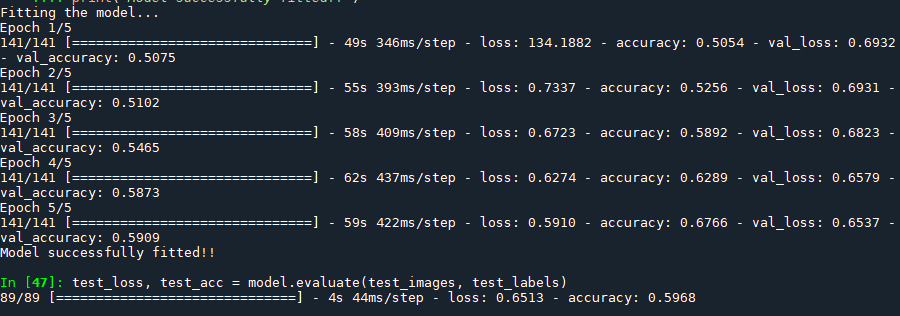 Fitting the model...
Epoch 1/5
141/141 [==============================] - 49s 346ms/step - loss: 134.1882 - accuracy: 0.5054 - val_loss: 0.6932
- val_accuracy: 0.5075
Epoch 2/5
141/141 [==============================] - 55s 393ms/step - loss: 0.7337 - accuracy: 0.5256 - val_loss: 0.6931 -
val_accuracy: 0.5102
Epoch 3/5
141/141 [==============================] - 58s 409ms/step - loss: 0.6723 - accuracy: 0.5892 - val_loss: 0.6823 -
val_accuracy: 0.5465
Epoch 4/5
141/141 [==============================] - 62s 437ms/step - loss: 0.6274 - accuracy: 0.6289 - val_loss: 0.6579 -
val_accuracy: 0.5873
Epoch 5/5
141/141 [==============================] - 59s 422ms/step - loss: 0.5910 - accuracy: 0.6766 - val_loss: 0.6537 -
val_accuracy: 0.5909
Model successfully fitted!!
In [47]: test_loss, test_acc = model.evaluate(test_images, test_labels)
89/89 [==============================] - 4s 44ms/step - loss: 0.6513 - accuracy: 0.5968